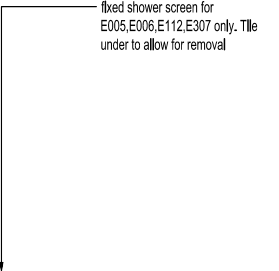 fixed shower screen for
E005,E006,E112,E307 only. Tile
under to allow for removal